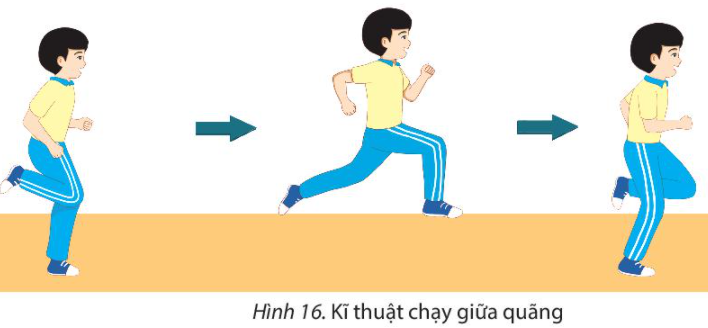 Hình 16. Kĩ thuật chạy giữa quãng